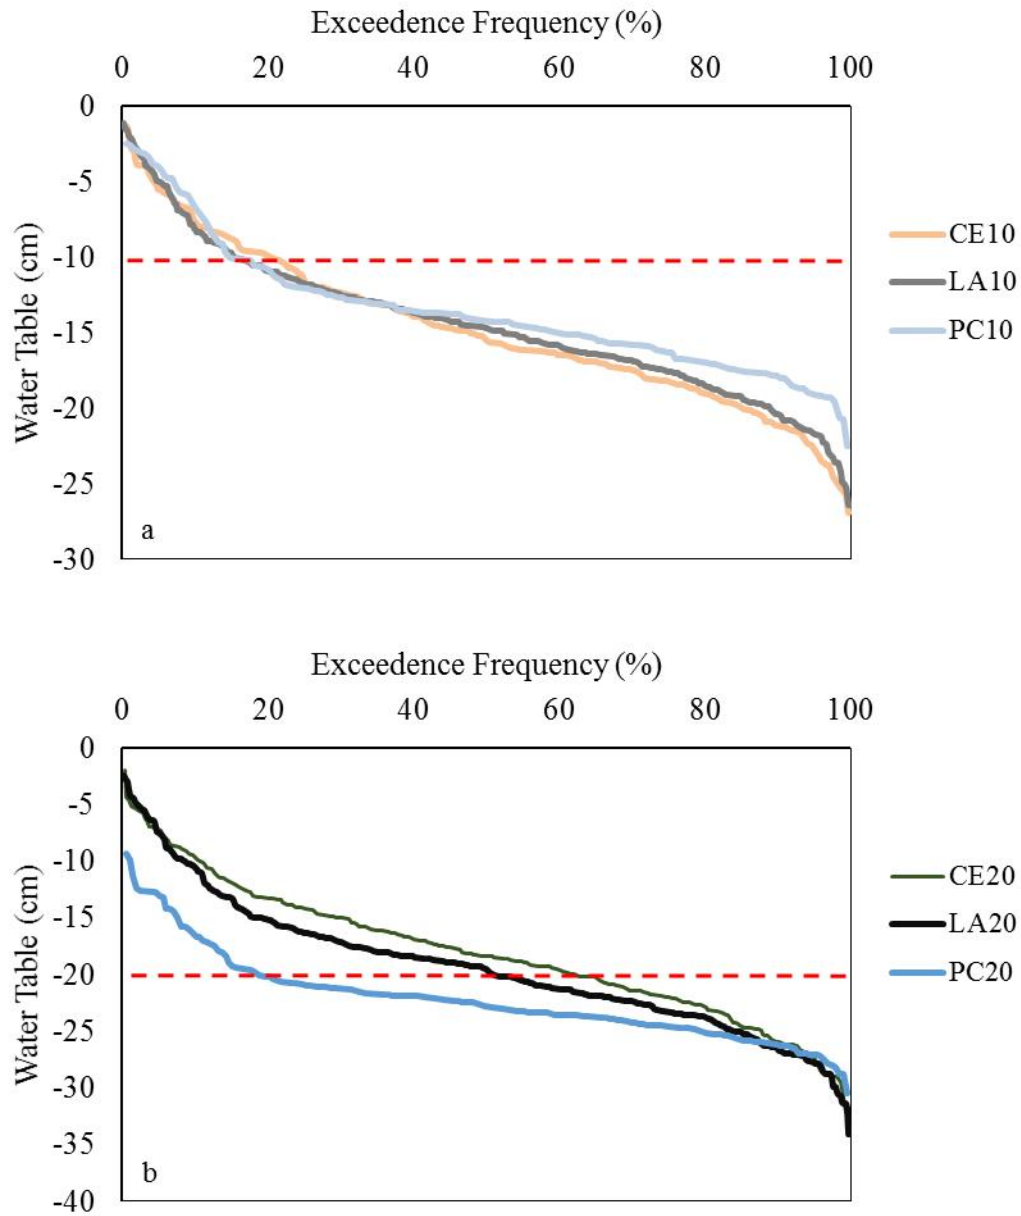 Exceedence Frequency (%)
0 20 40 60 80 100
0
-5
-10
-15
-20
-25
-30
Water Table (cm)
CE10
LA10
PC10
a
Exceedence Frequency (%)
0 20 40 60 80 100
0
-5
-10
-15
-20
-25
-30
-35
-40
Water Table (cm)
CE20
LA20
PC20
b